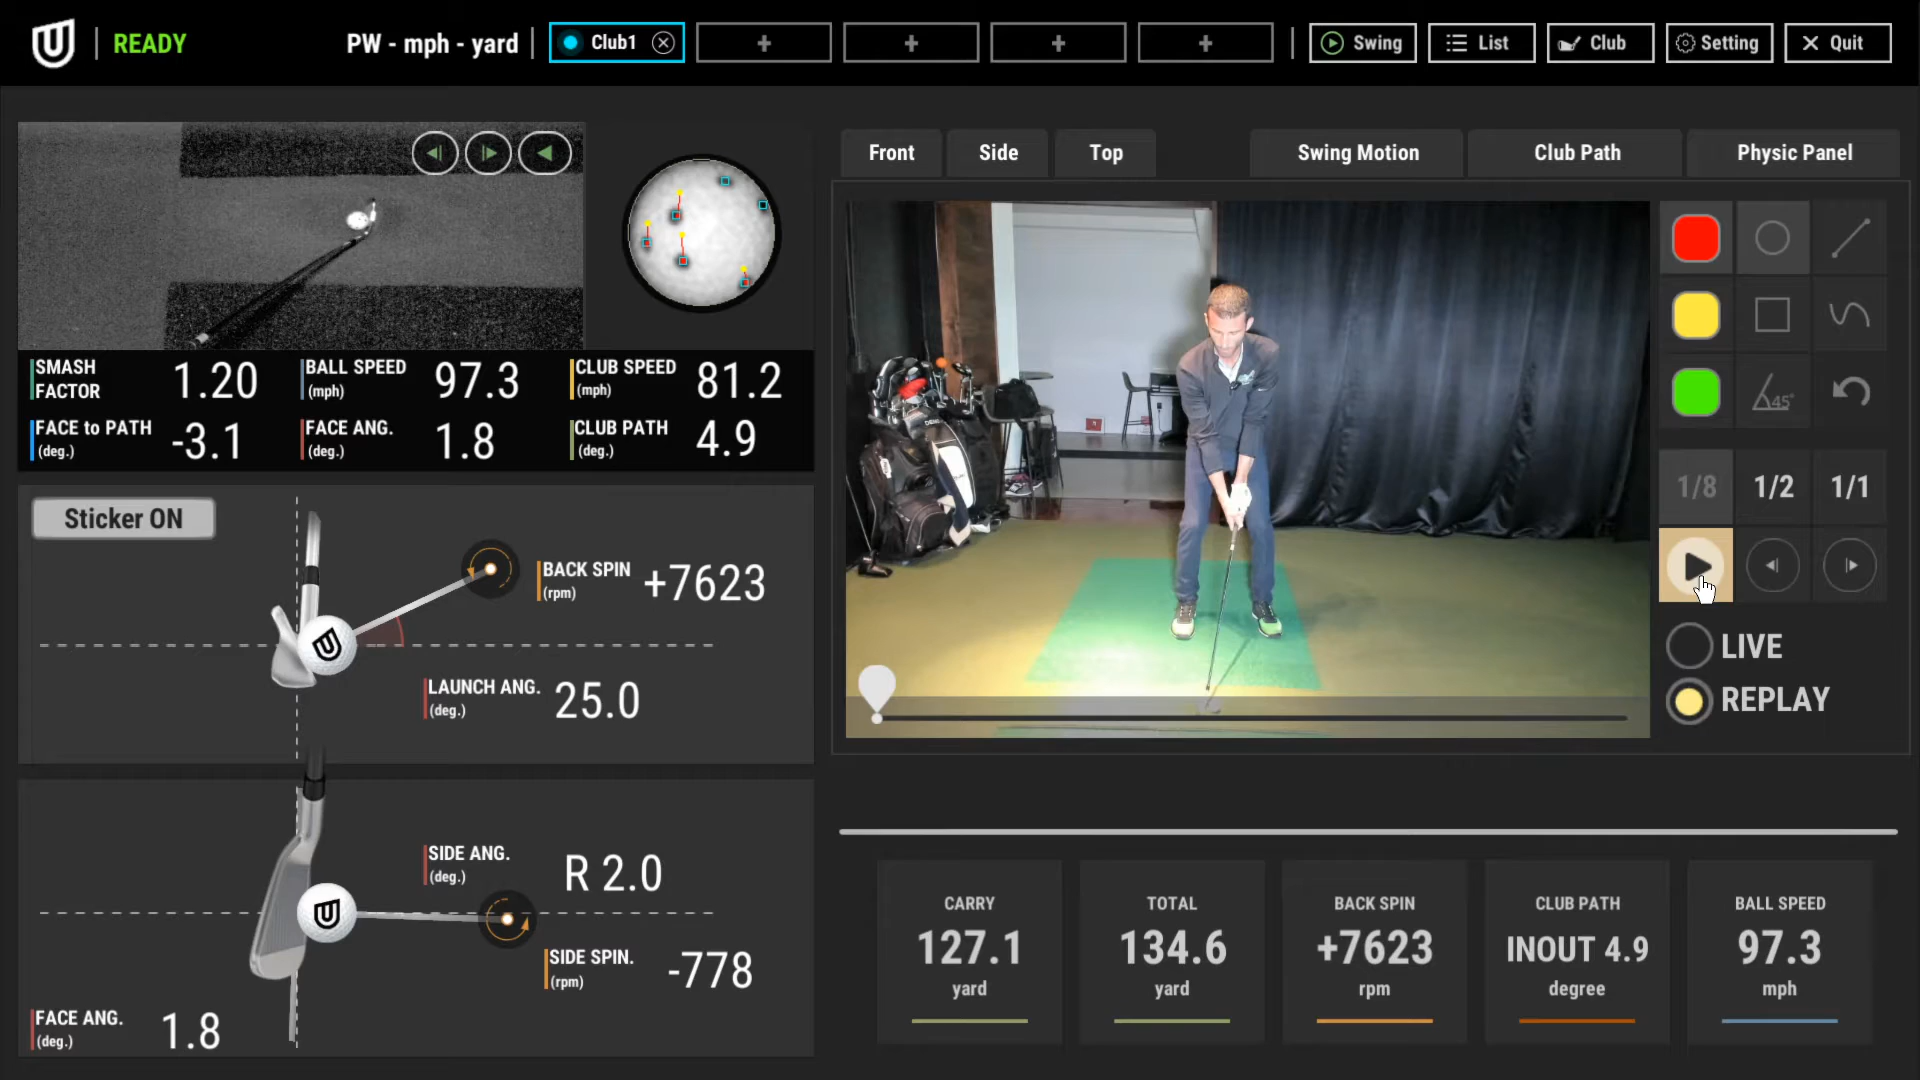 READY
PW - mph - yard
Club1
Swing
List
Club
Setting
Quit
SMASH FACTOR 1.20
BALL SPEED (mph) 97.3
CLUB SPEED (mph) 81.2
FACE to PATH (deg.) -3.1
FACE ANG. (deg.) 1.8
CLUB PATH (deg.) 4.9
Sticker ON
BACK SPIN (rpm) +7623
LAUNCH ANG. (deg.) 25.0
SIDE ANG. (deg.) R 2.0
SIDE SPIN. (rpm) -778
FACE ANG. (deg.) 1.8
Front
Side
Top
Swing Motion
Club Path
Physic Panel
45°
1/8
1/2
1/1
LIVE
REPLAY
CARRY
127.1
yard
TOTAL
134.6
yard
BACK SPIN
+7623
rpm
CLUB PATH
INOUT 4.9
degree
BALL SPEED
97.3
mph